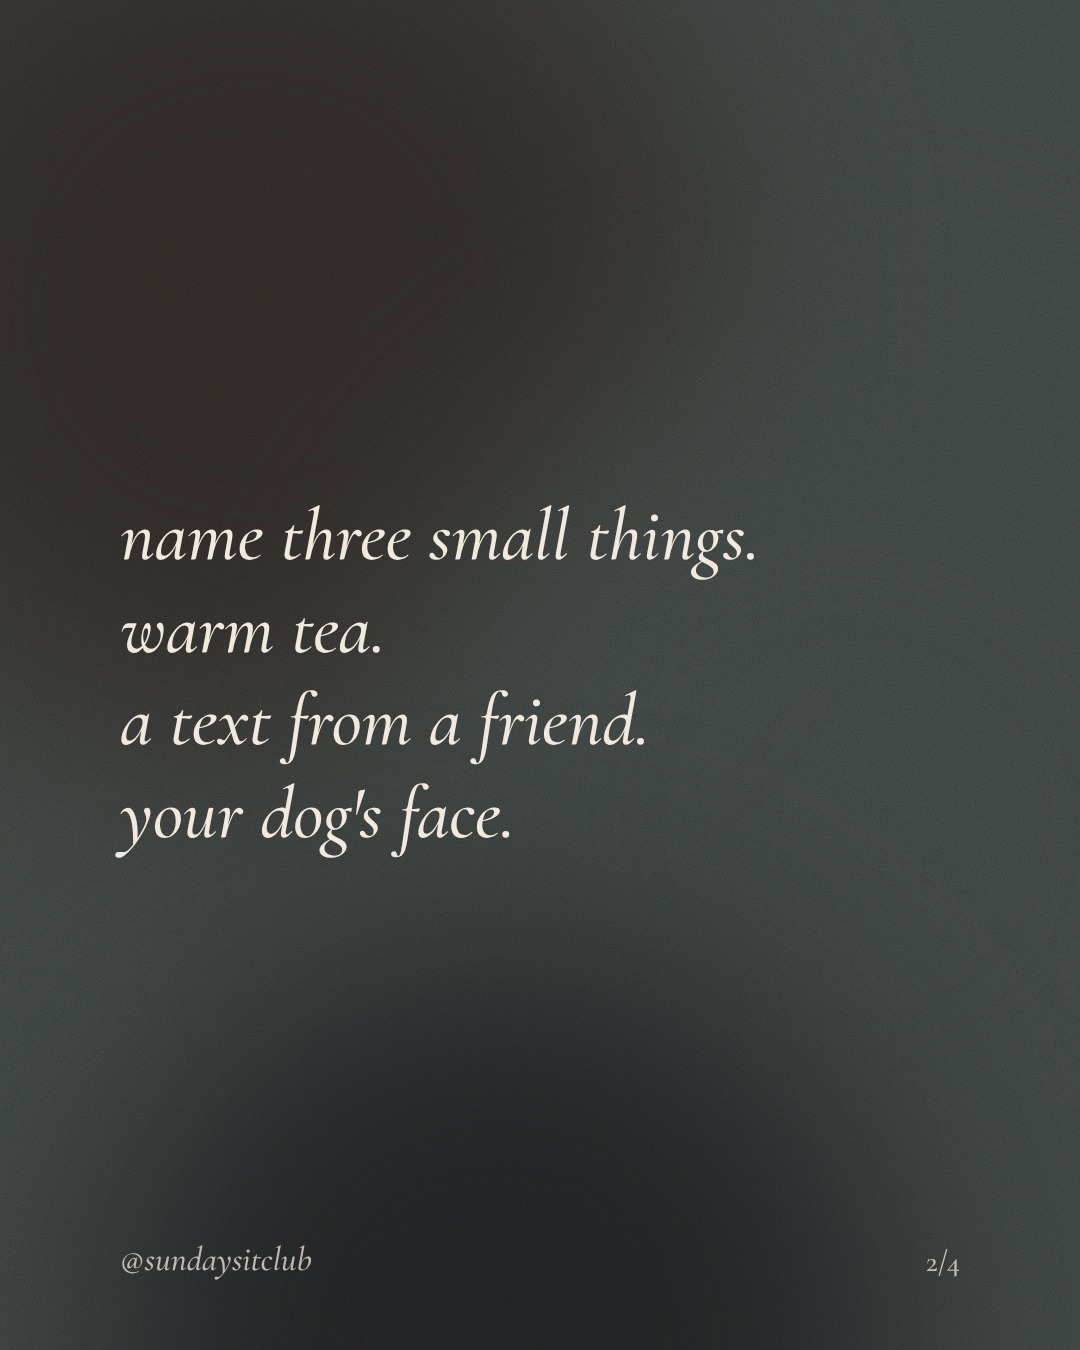 name three small things.
warm tea.
a text from a friend.
your dog's face.
@sundaysitclub
2/4